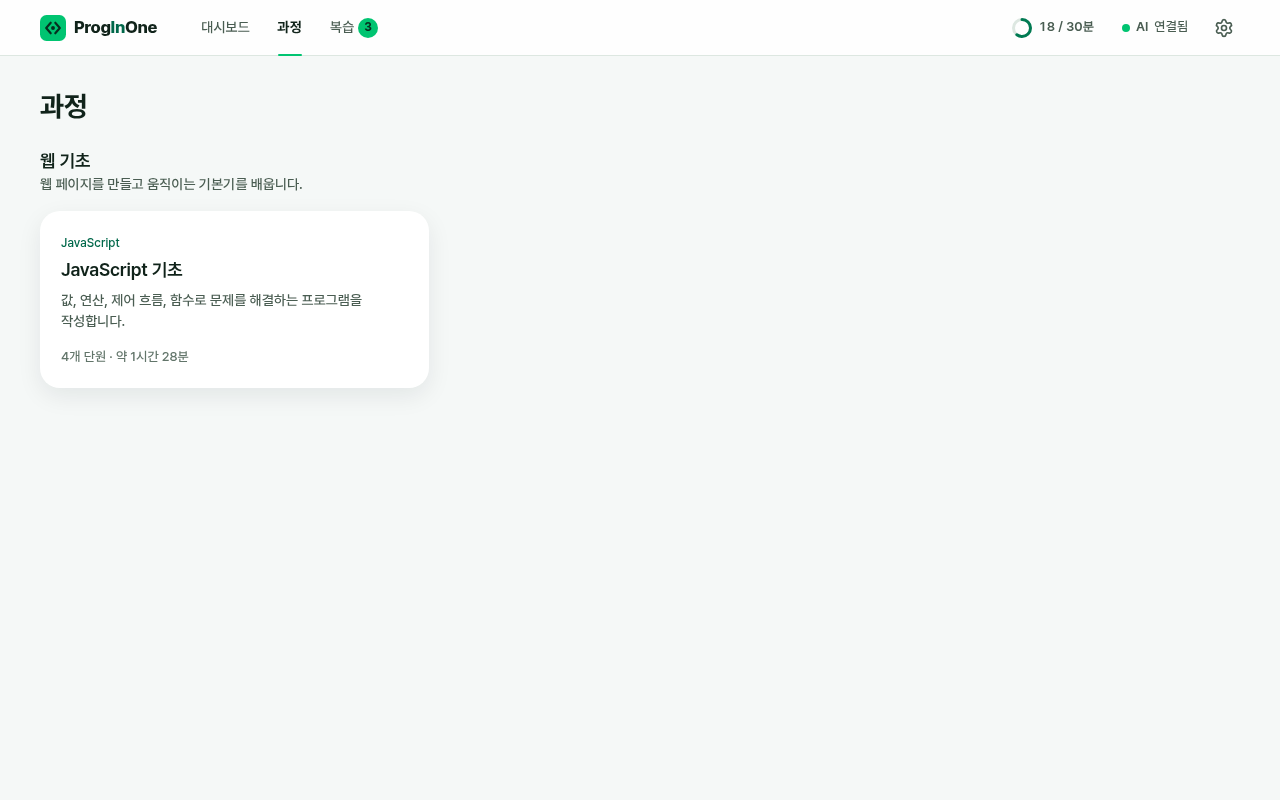 ProgInOne
대시보드
과정
복습 3
18 / 30분
AI 연결됨
과정
웹 기초
웹 페이지를 만들고 움직이는 기본기를 배웁니다.
JavaScript
JavaScript 기초
값, 연산, 제어 흐름, 함수로 문제를 해결하는 프로그램을
작성합니다.
4개 단원 · 약 1시간 28분